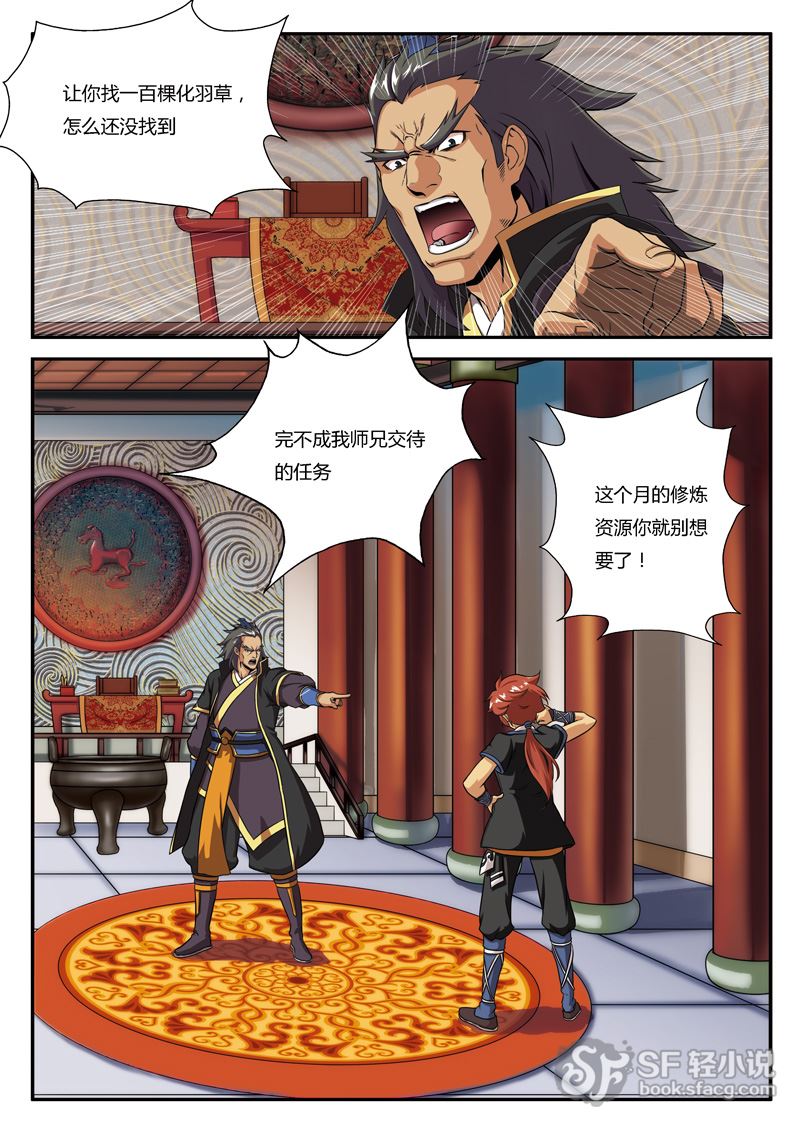 让你找一百棵化羽草，
怎么还没找到
完不成我师兄交待
的任务
这个月的修炼
资源你就别想
要了！
SF轻小说
book.sfacg.com